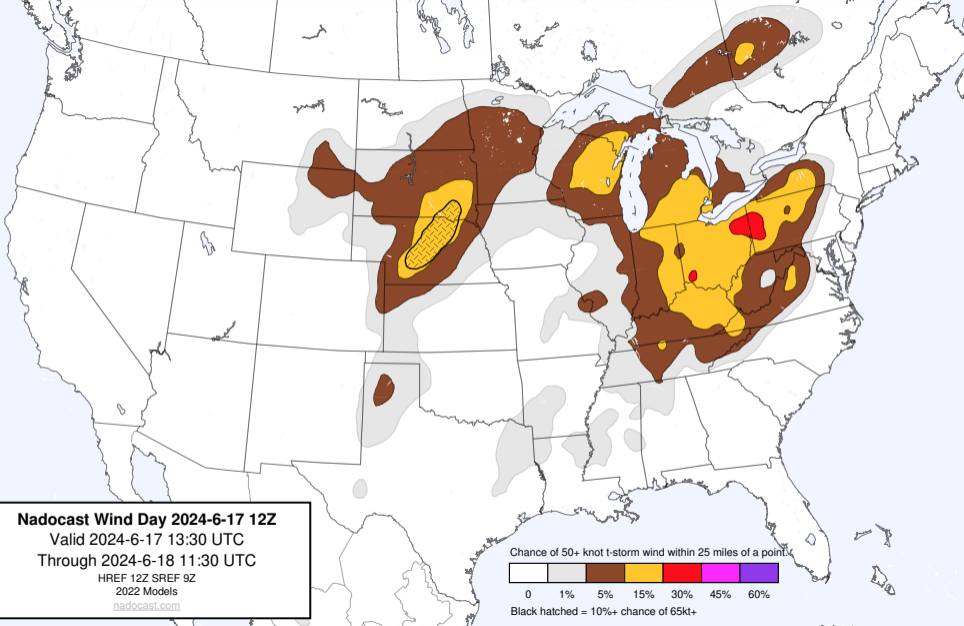 Nadocast Wind Day 2024-6-17 12Z
Valid 2024-6-17 13:30 UTC
Through 2024-6-18 11:30 UTC
HREF 12Z SREF 9Z
2022 Models
nadocast.com
Chance of 50+ knot t-storm wind within 25 miles of a point.
0 1% 5% 15% 30% 45% 60%
Black hatched = 10%+ chance of 65kt+